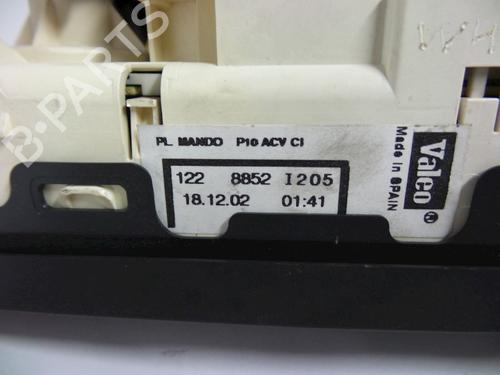 B-PARTS
PL. MANDO P10 ACV CI
122 8852 I205
18.12.02 01:41
Valeo ®
Made in SPAIN